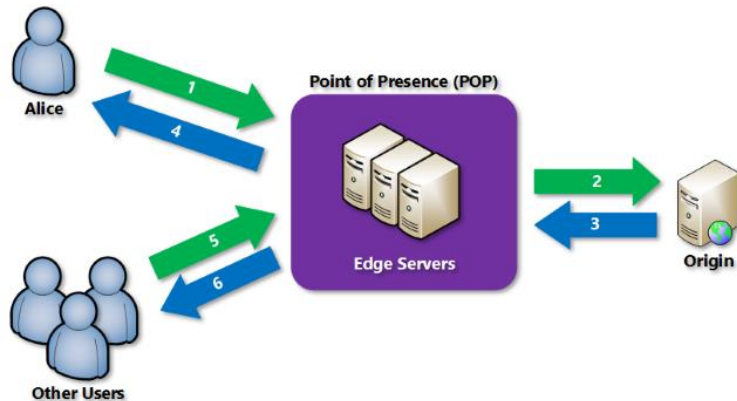 Point of Presence (POP)
1
Alice
4
2
3
5
Edge Servers
Origin
6
Other Users